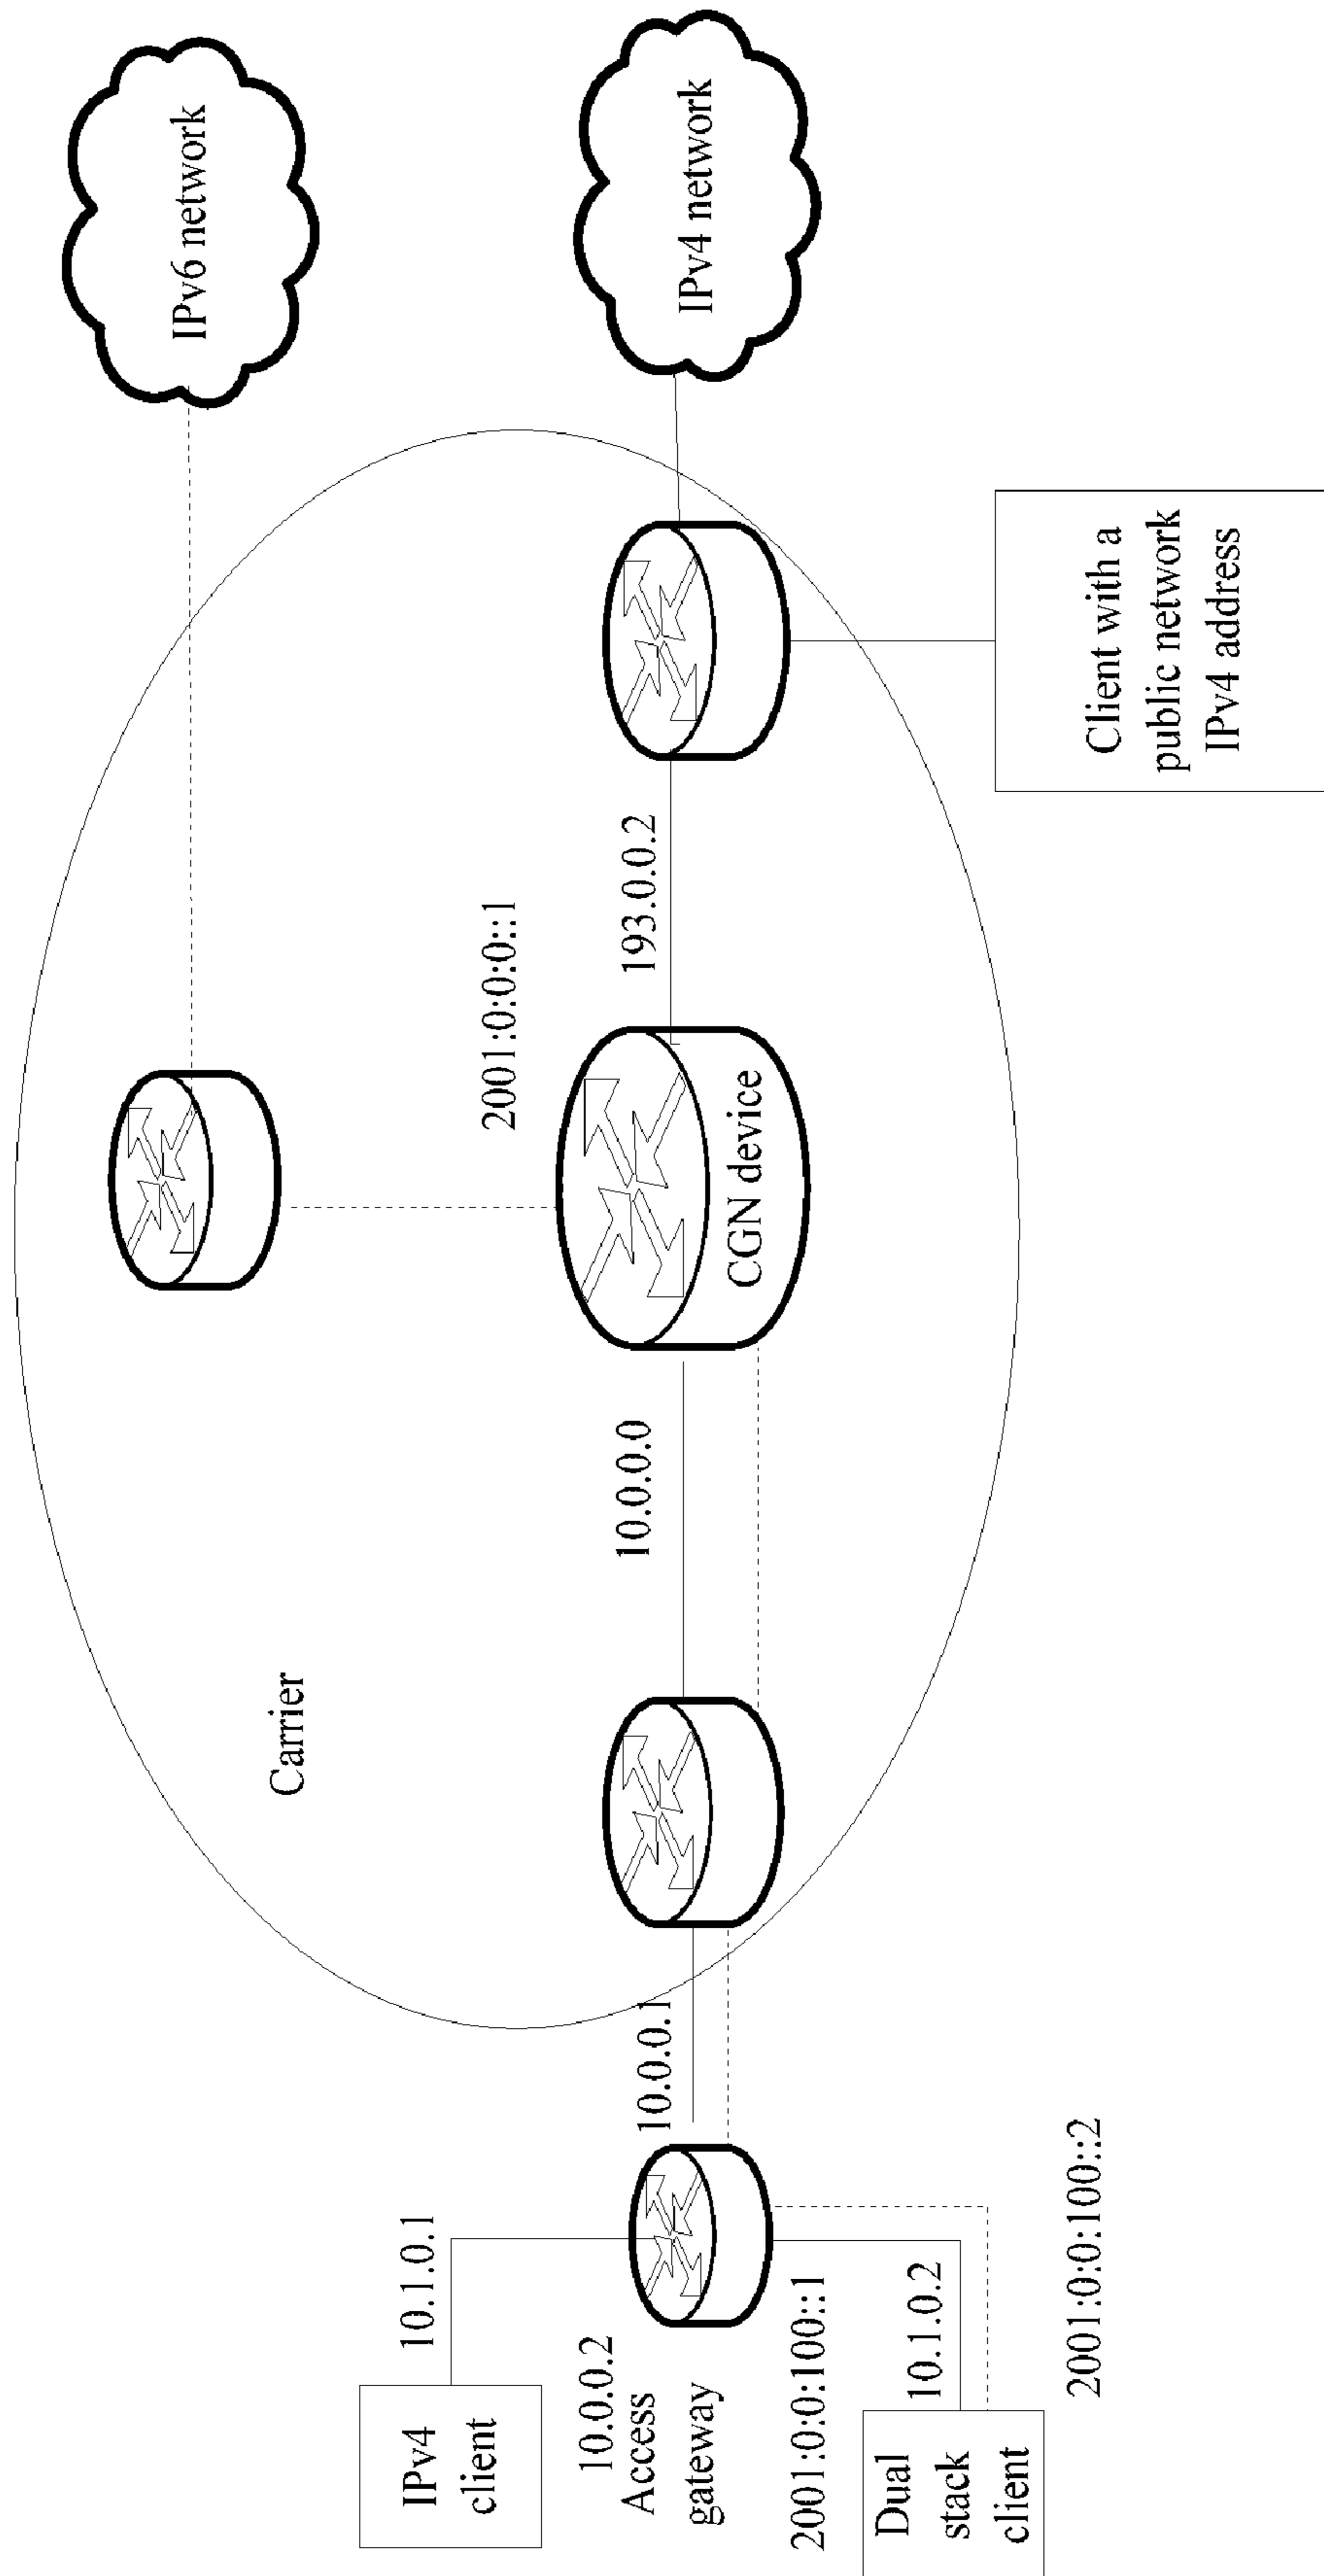 IPv6 network
IPv4 network
Carrier
2001:0:0:0::1
193.0.0.2
CGN device
10.0.0.0
10.0.0.1
Client with a
public network
IPv4 address
10.1.0.1
IPv4
client
10.0.0.2
Access
gateway
2001:0:0:100::1
10.1.0.2
2001:0:0:100::2
Dual
stack
client